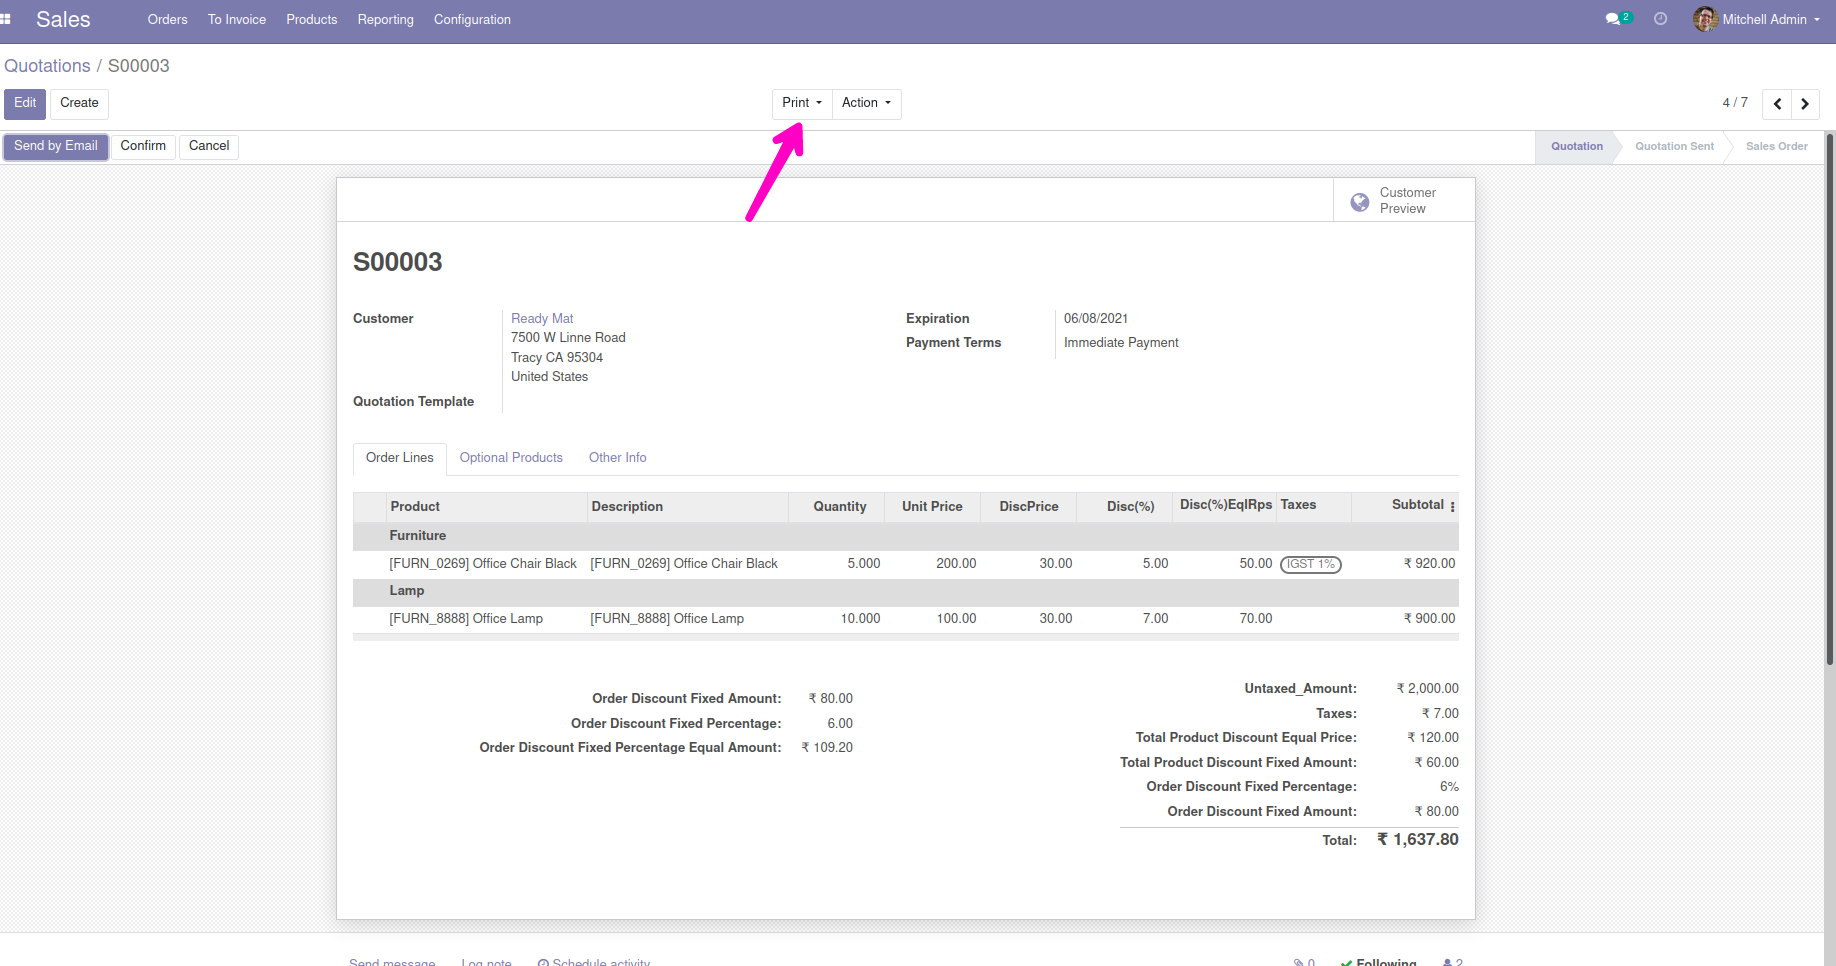 Sales Orders To Invoice Products Reporting Configuration 2 Mitchell Admin
Quotations / S00003
Edit Create Print Action 4 / 7
Send by Email Confirm Cancel Quotation Quotation Sent Sales Order
Customer
Preview
S00003
Customer Ready Mat Expiration 06/08/2021
7500 W Linne Road Payment Terms Immediate Payment
Tracy CA 95304
United States
Quotation Template
Order Lines Optional Products Other Info
Product Description Quantity Unit Price DiscPrice Disc(%) Disc(%)EqlRps Taxes Subtotal
Furniture
[FURN_0269] Office Chair Black [FURN_0269] Office Chair Black 5.000 200.00 30.00 5.00 50.00 IGST 1% ₹ 920.00
Lamp
[FURN_8888] Office Lamp [FURN_8888] Office Lamp 10.000 100.00 30.00 7.00 70.00 ₹ 900.00
Order Discount Fixed Amount: ₹ 80.00
Order Discount Fixed Percentage: 6.00
Order Discount Fixed Percentage Equal Amount: ₹ 109.20
Untaxed_Amount: ₹ 2,000.00
Taxes: ₹ 7.00
Total Product Discount Equal Price: ₹ 120.00
Total Product Discount Fixed Amount: ₹ 60.00
Order Discount Fixed Percentage: 6%
Order Discount Fixed Amount: ₹ 80.00
Total: ₹ 1,637.80
Send message Log note Schedule activity 0 Following 2